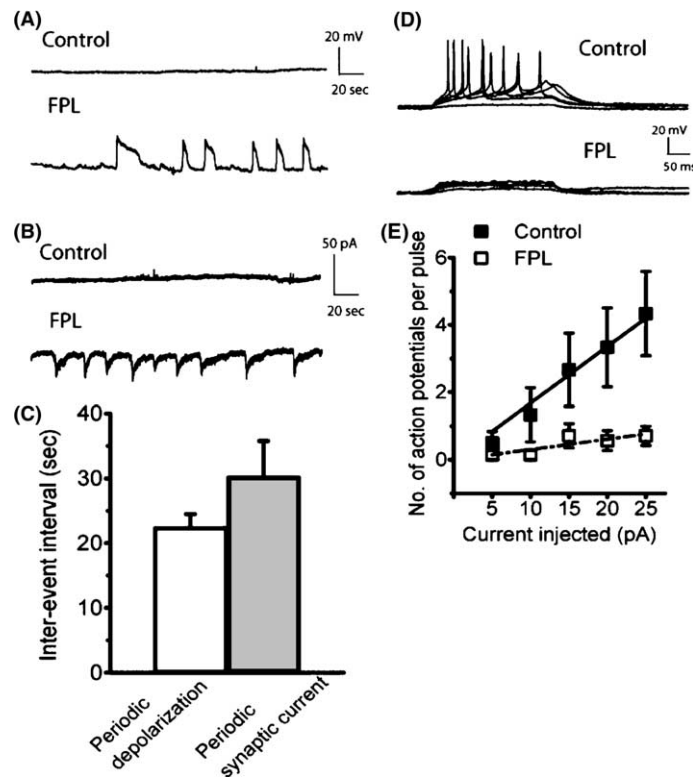 (A)
Control
20 mV
20 sec
FPL
(B)
Control
50 pA
20 sec
FPL
(C)
40
30
20
10
0
Inter-event interval (sec)
Periodic
depolarization
Periodic
synaptic current
(D)
Control
20 mV
50 ms
FPL
(E)
Control
FPL
6
4
2
0
No. of action potentials per pulse
5 10 15 20 25
Current injected (pA)